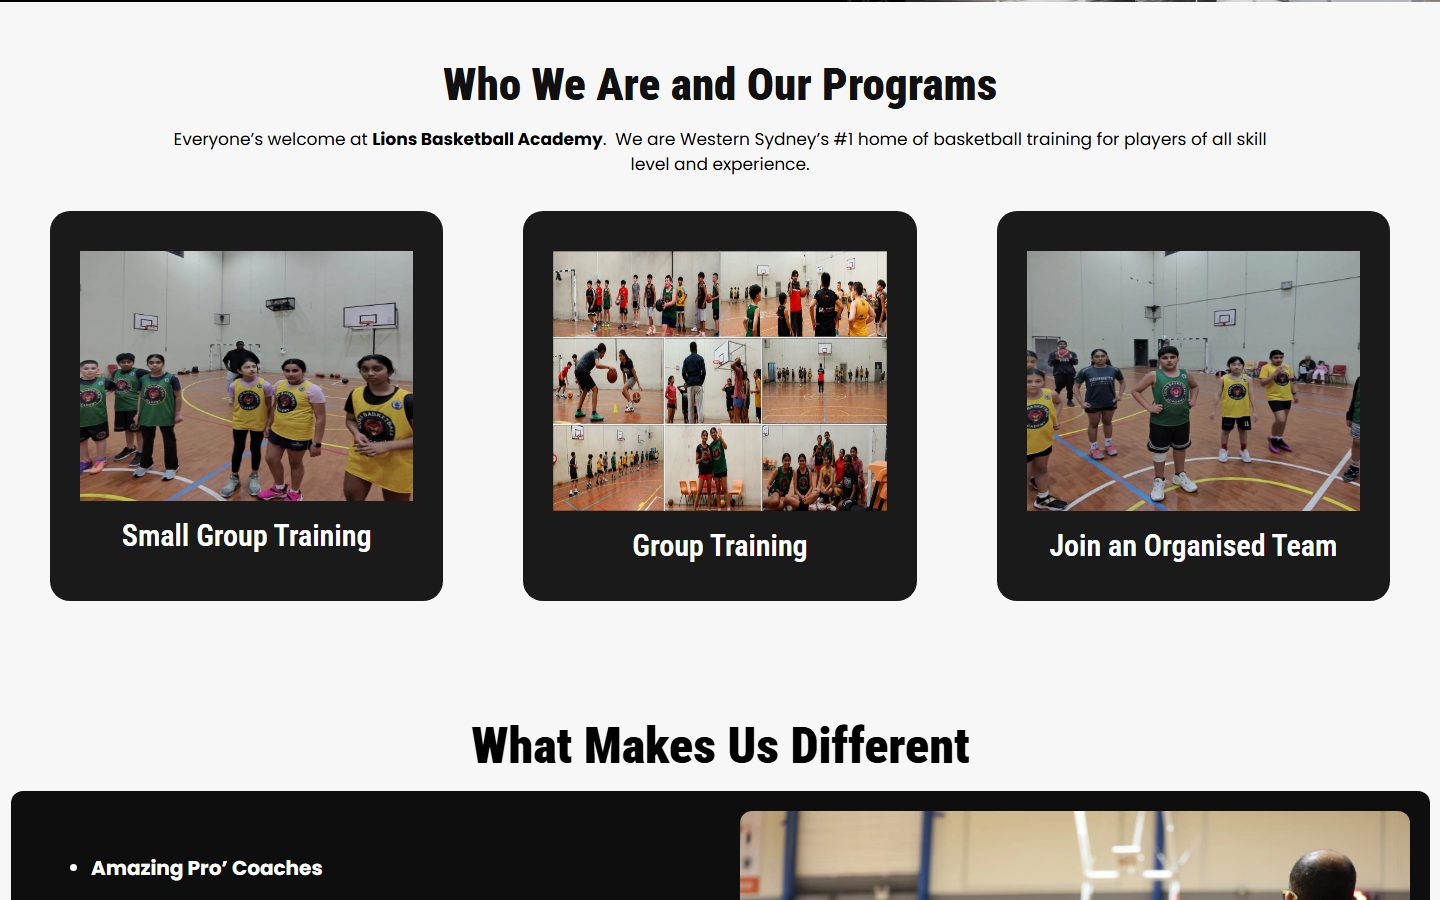 Who We Are and Our Programs
Everyone’s welcome at Lions Basketball Academy.  We are Western Sydney’s #1 home of basketball training for players of all skill
level and experience.
Small Group Training
Group Training
Join an Organised Team
What Makes Us Different
• Amazing Pro’ Coaches